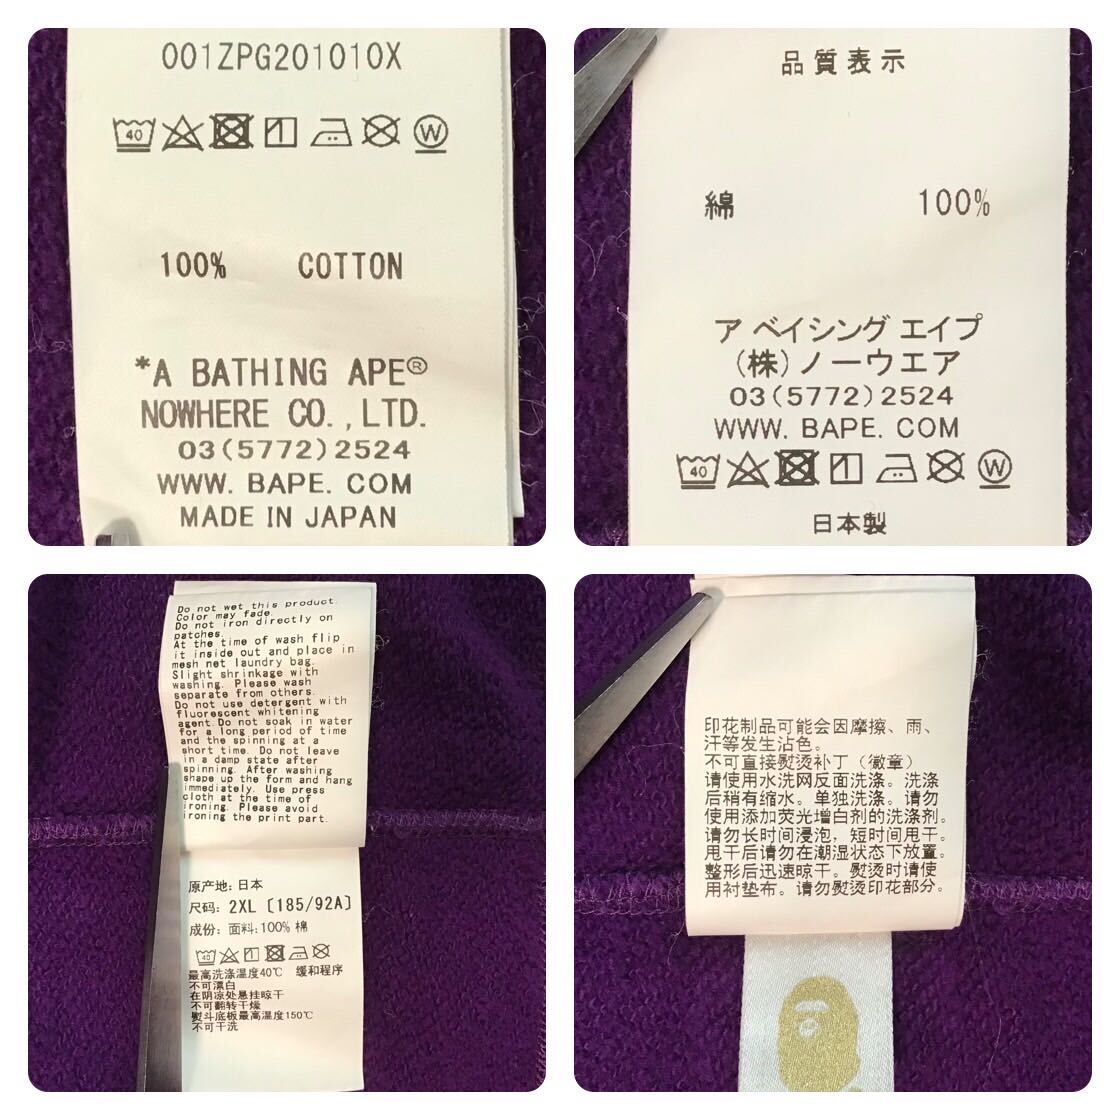 001ZPG201010X
40
W
100% COTTON
*A BATHING APE®
NOWHERE CO.,LTD.
03(5772)2524
WWW. BAPE. COM
MADE IN JAPAN
品質表示
綿 100%
ア ベイシング エイプ
(株)ノーウエア
03(5772)2524
WWW. BAPE. COM
40
W
日本製
Do not wet this product.
Color may fade.
Do not iron directly on
patches.
At the time of wash flip
it inside out and place in
mesh net laundry bag.
Slight shrinkage with
washing. Please wash
separate from others.
Do not use detergent with
fluorescent whitening
agent.Do not soak in water
for a long period of time
and the spinning at a
short time. Do not leave
in a damp state after
spinning. After washing
shape up the form and hang
immediately. Use press
cloth at the time of
ironing. Please avoid
ironing the print part.
原产地: 日本
尺码: 2XL [185/92A]
成份: 面料:100% 棉
40
最高洗涤温度40℃ 缓和程序
不可漂白
在阴凉处悬挂晾干
不可翻转干燥
熨斗底板最高温度150℃
不可干洗
印花制品可能会因摩擦、雨、
汗等发生沾色。
不可直接熨烫补丁（徽章）
请使用水洗网反面洗涤。洗涤
后稍有缩水。单独洗涤。请勿
使用添加荧光增白剂的洗涤剂。
请勿长时间浸泡，短时间甩干。
甩干后请勿在潮湿状态下放置。
整形后迅速晾干。熨烫时请使
用衬垫布。请勿熨烫印花部分。